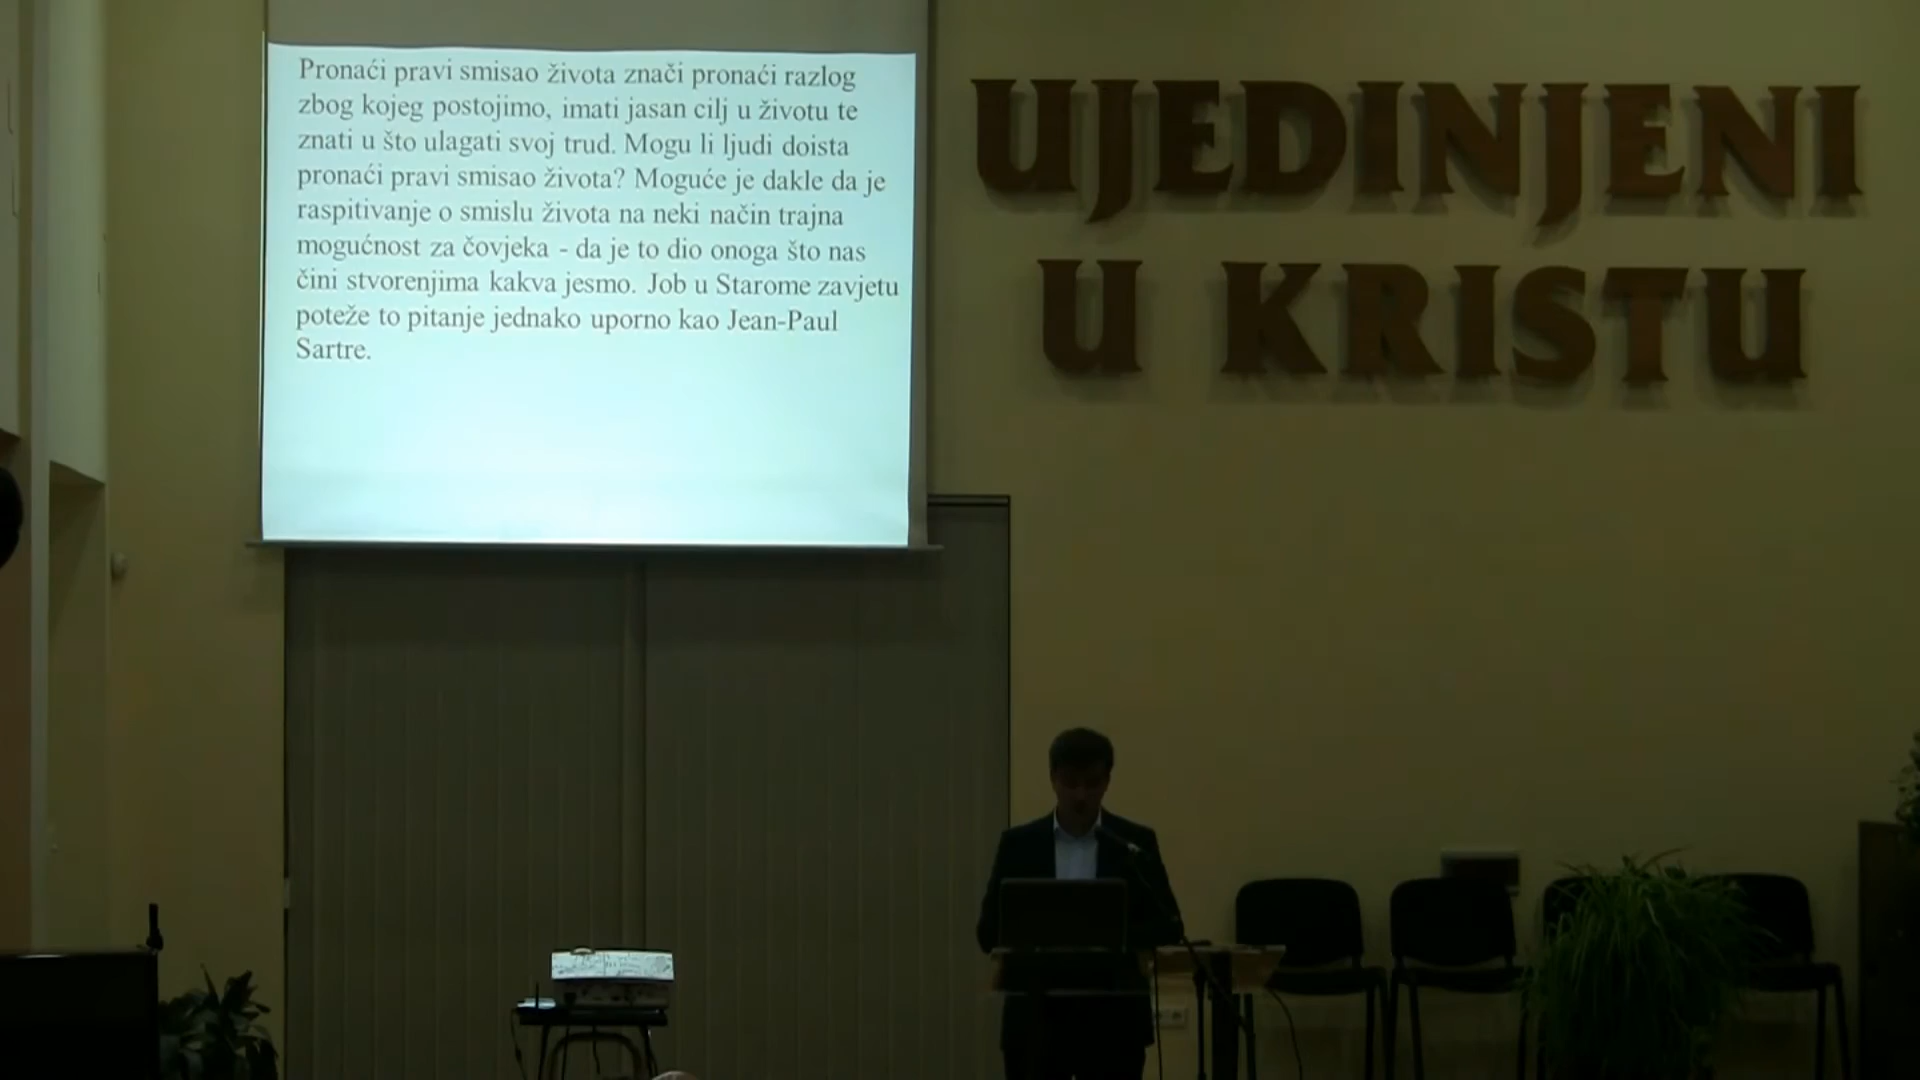 Pronaći pravi smisao života znači pronaći razlog
zbog kojeg postojimo, imati jasan cilj u životu te
znati u što ulagati svoj trud. Mogu li ljudi doista
pronaći pravi smisao života? Moguće je dakle da je
raspitivanje o smislu života na neki način trajna
mogućnost za čovjeka - da je to dio onoga što nas
čini stvorenjima kakva jesmo. Job u Starome zavjetu
poteže to pitanje jednako uporno kao Jean-Paul
Sartre.
UJEDINJENI
U KRISTU